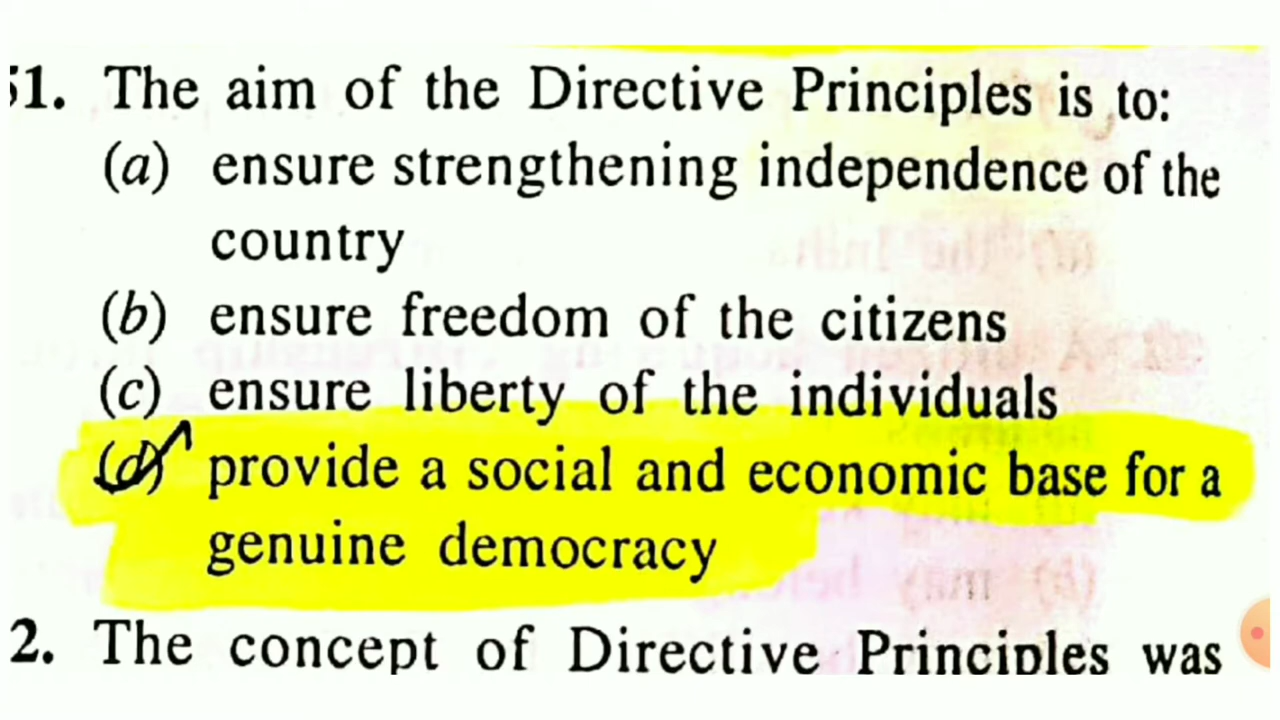 51. The aim of the Directive Principles is to:
(a) ensure strengthening independence of the
country
(b) ensure freedom of the citizens
(c) ensure liberty of the individuals
(d) provide a social and economic base for a
genuine democracy
2. The concept of Directive Principles was